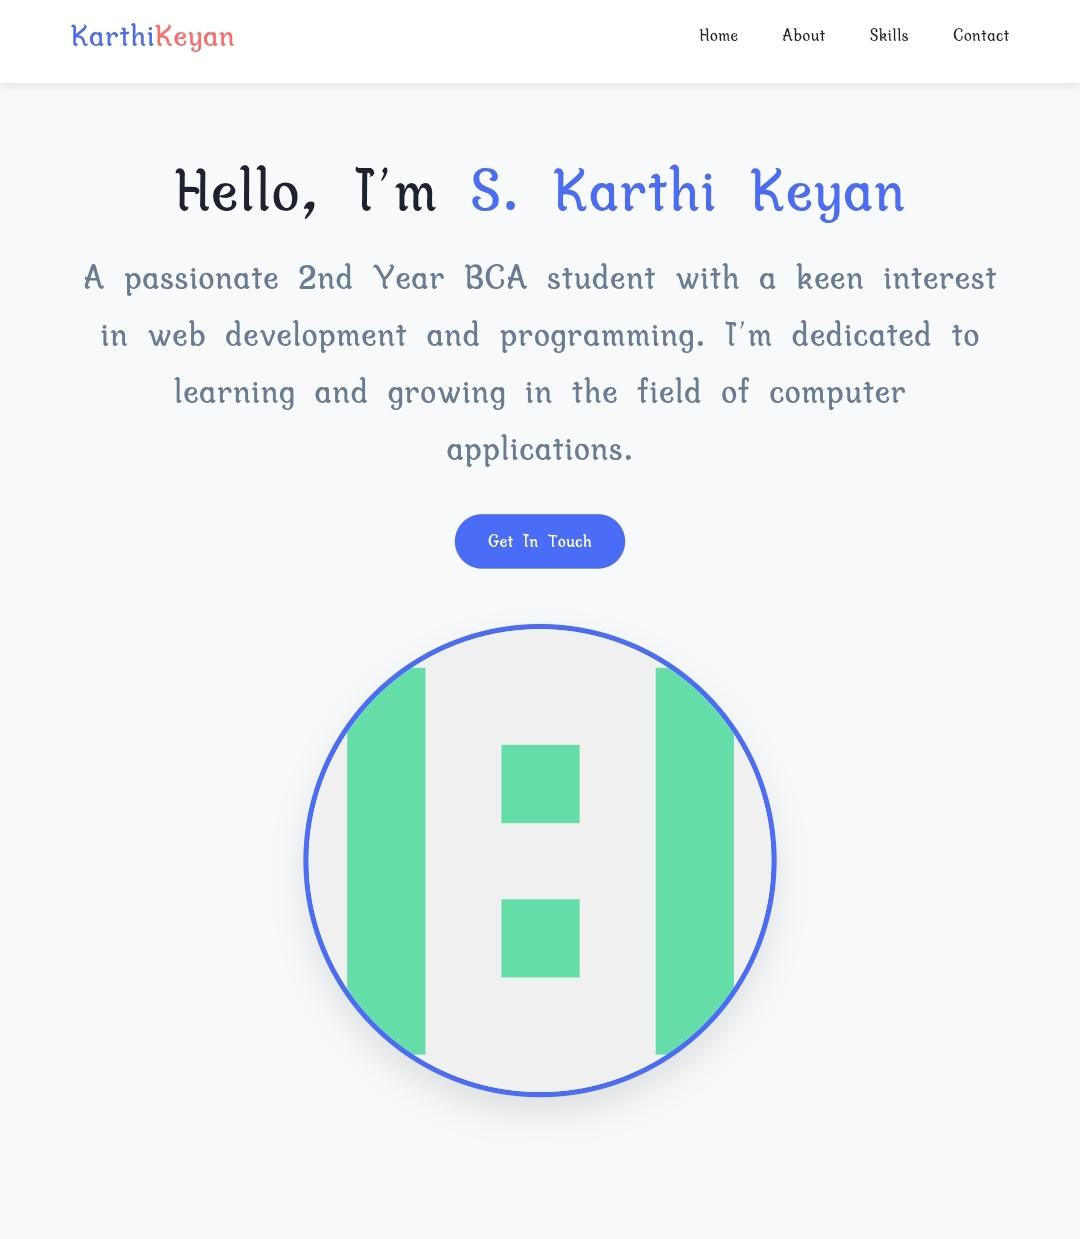 KarthiKeyan
Home About Skills Contact
Hello, I'm S. Karthi Keyan
A passionate 2nd Year BCA student with a keen interest
in web development and programming. I'm dedicated to
learning and growing in the field of computer
applications.
Get In Touch